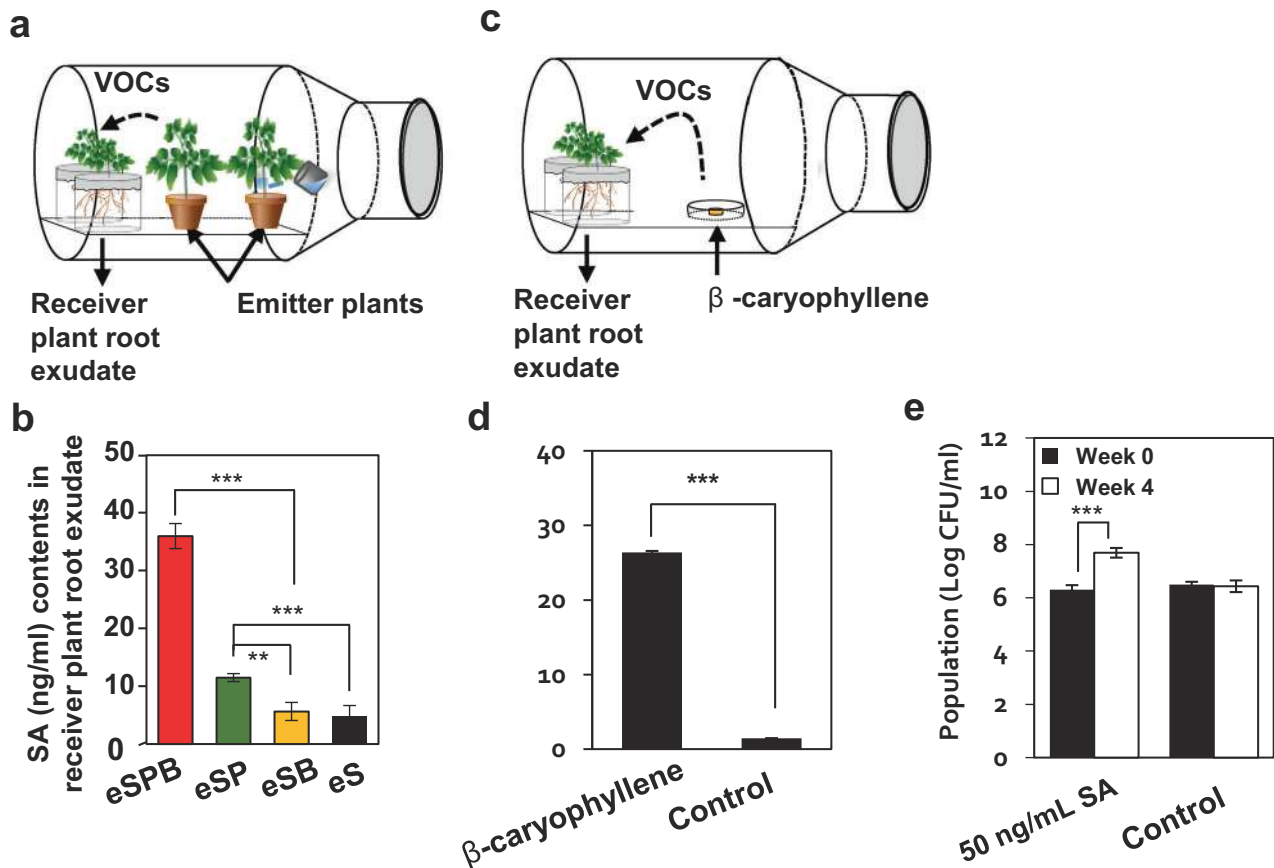 a
VOCs
Receiver
plant root
exudate
Emitter plants
c
VOCs
Receiver
plant root
exudate
β -caryophyllene
b
SA (ng/ml) contents in
receiver plant root exudate
50
40
30
20
10
0
***
***
**
eSPB
eSP
eSB
eS
d
40
30
20
10
0
***
β-caryophyllene
Control
e
Population (Log CFU/ml)
12
10
8
6
4
2
0
Week 0
Week 4
***
50 ng/mL SA
Control